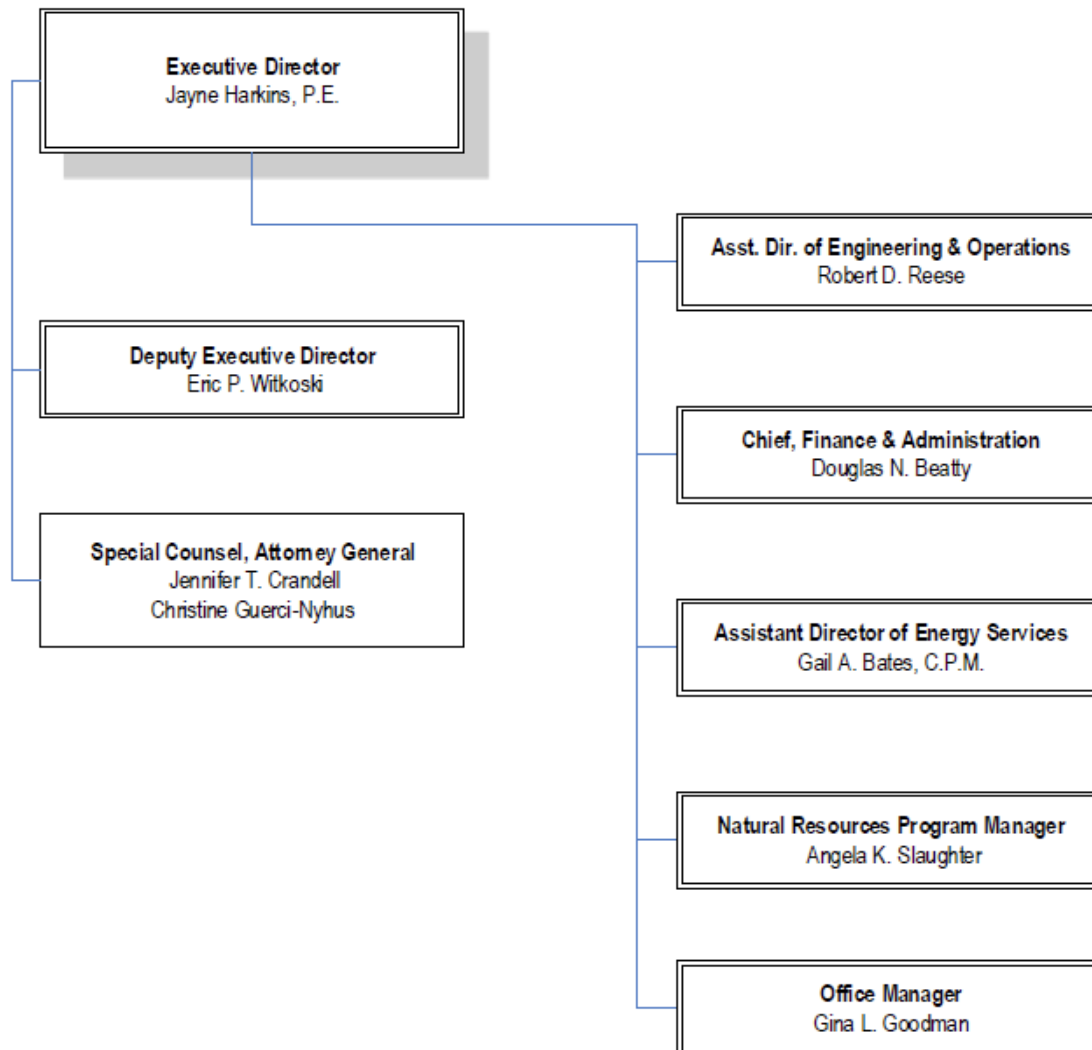 Executive Director
Jayne Harkins, P.E.
Deputy Executive Director
Eric P. Witkoski
Special Counsel, Attorney General
Jennifer T. Crandell
Christine Guerci-Nyhus
Asst. Dir. of Engineering & Operations
Robert D. Reese
Chief, Finance & Administration
Douglas N. Beatty
Assistant Director of Energy Services
Gail A. Bates, C.P.M.
Natural Resources Program Manager
Angela K. Slaughter
Office Manager
Gina L. Goodman